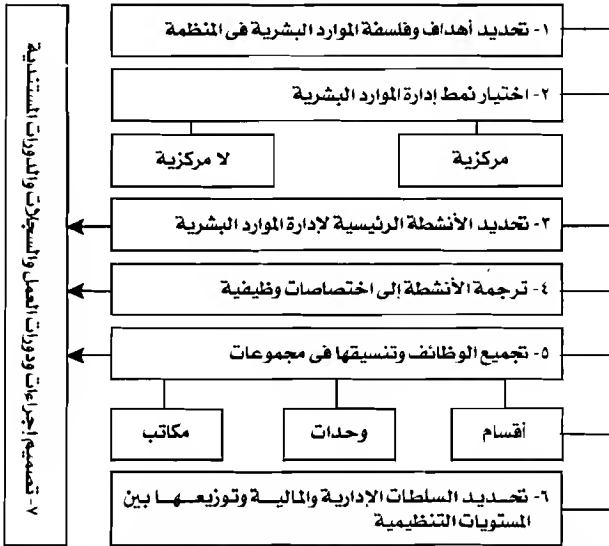 ١- تحديد أهداف وفلسفة الموارد البشرية فى المنظمة
٢- اختيار نمط إدارة الموارد البشرية
مركزية
لا مركزية
٣- تحديد الأنشطة الرئيسية لإدارة الموارد البشرية
٤- ترجمة الأنشطة إلى اختصاصات وظيفية
٥- تجميع الوظائف وتنسيقها فى مجموعات
أقسام
وحدات
مكاتب
٦- تحديد السلطات الإدارية والمالية وتوزيعها بين
المستويات التنظيمية
٧- تصميم إجراءات ودورات العمل والسجلات والدورات المستندية